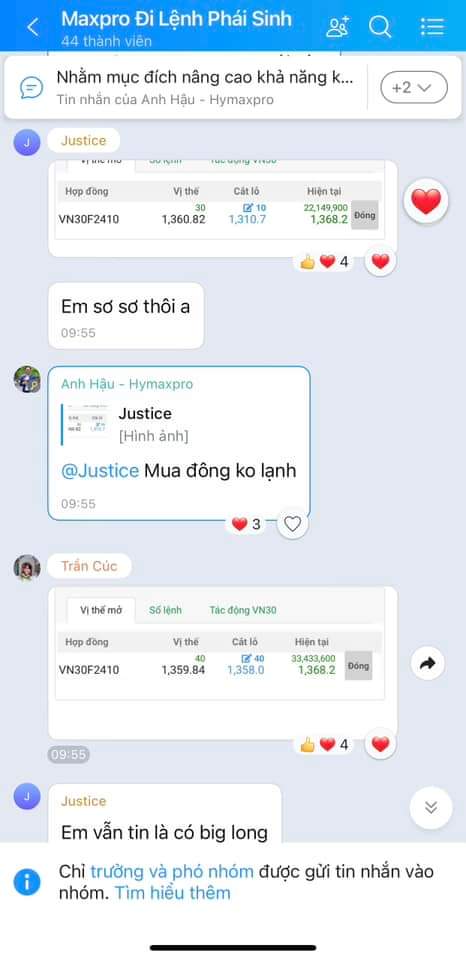 Maxpro Đi Lệnh Phái Sinh
44 thành viên
Nhằm mục đích nâng cao khả năng k...
Tin nhắn của Anh Hậu - Hymaxpro
+2
J
Justice
Vị thế mở Sổ lệnh Tác động VN30
Hợp đồng Vị thế Cắt lỗ Hiện tại
30 10 22,149,900
VN30F2410 1,360.82 1,310.7 1,368.2 Đóng
4
Em sơ sơ thôi a
09:55
Anh Hậu - Hymaxpro
Justice
[Hình ảnh]
@Justice Mua đông ko lạnh
09:55
3
Trần Cúc
Vị thế mở Sổ lệnh Tác động VN30
Hợp đồng Vị thế Cắt lỗ Hiện tại
40 40 33,433,600
VN30F2410 1,359.84 1,358.0 1,368.2 Đóng
4
09:55
J
Justice
Em vẫn tin là có big long
Chỉ trưởng và phó nhóm được gửi tin nhắn vào
nhóm. Tìm hiểu thêm